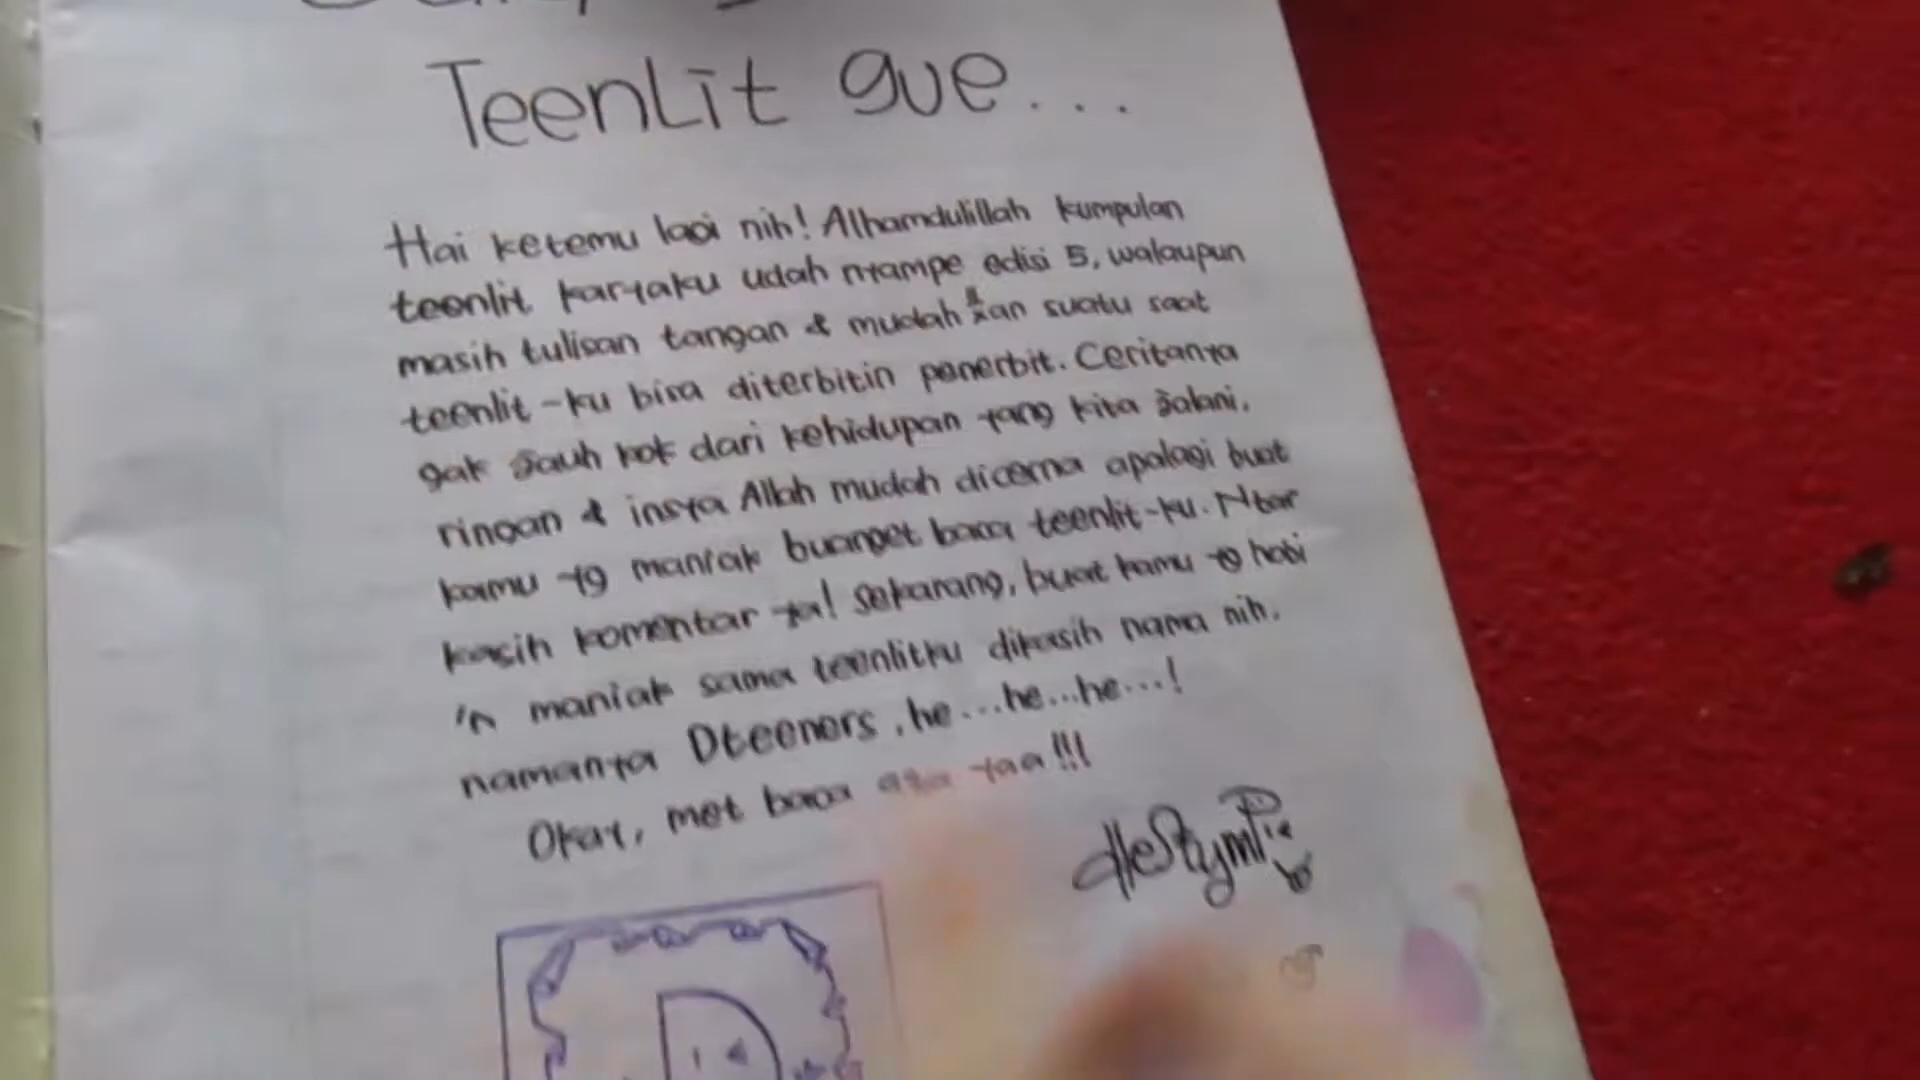 Teenlit gue...
Hai ketemu lagi nih! Alhamdulillah kumpulan
teenlit karyaku udah nyampe edisi 5, walaupun
masih tulisan tangan & mudah²an suatu saat
teenlit-ku bisa diterbitin penerbit. Ceritanya
gak jauh kok dari kehidupan yang kita jalani.
ringan & insya Allah mudah dicerna apalagi buat
kamu yg maniak buanget baca teenlit-ku. Ntar
kasih komentar ya! Sekarang, buat kamu yg hobi
'n maniak sama teenlitku dikasih nama nih.
namanya Dteeners, he...he...he...!
Okay, met baca aja yaa!!!
D